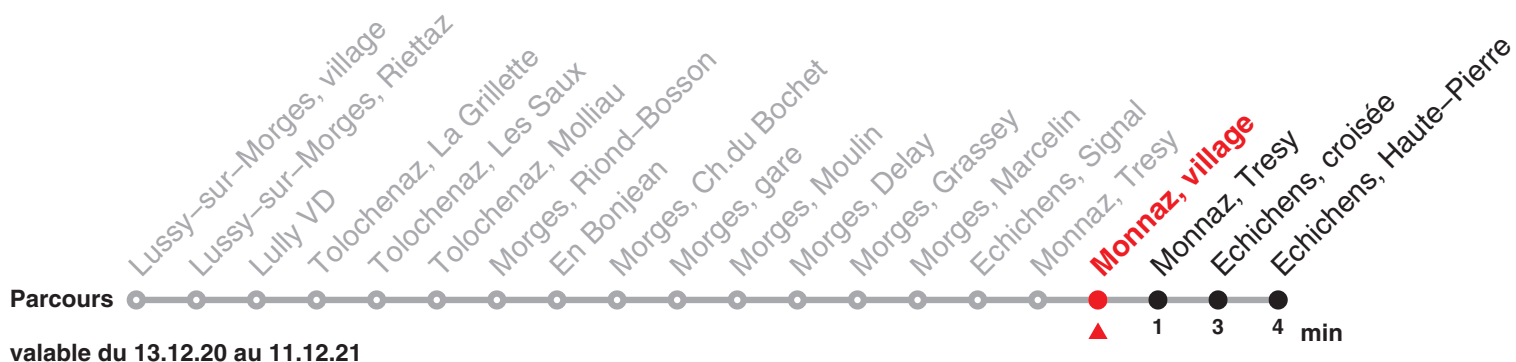 Lussy–sur–Morges, village
Lussy–sur–Morges, Riettaz
Lully VD
Tolochenaz, La Grillette
Tolochenaz, Les Saux
Tolochenaz, Molliau
Morges, Riond–Bosson
En Bonjean
Morges, Ch.du Bochet
Morges, gare
Morges, Moulin
Morges, Delay
Morges, Grassey
Morges, Marcelin
Echichens, Signal
Monnaz, Tresy
Monnaz, village
Monnaz, Tresy
Echichens, croisée
Echichens, Haute–Pierre
Parcours
1 3 4 min
valable du 13.12.20 au 11.12.21